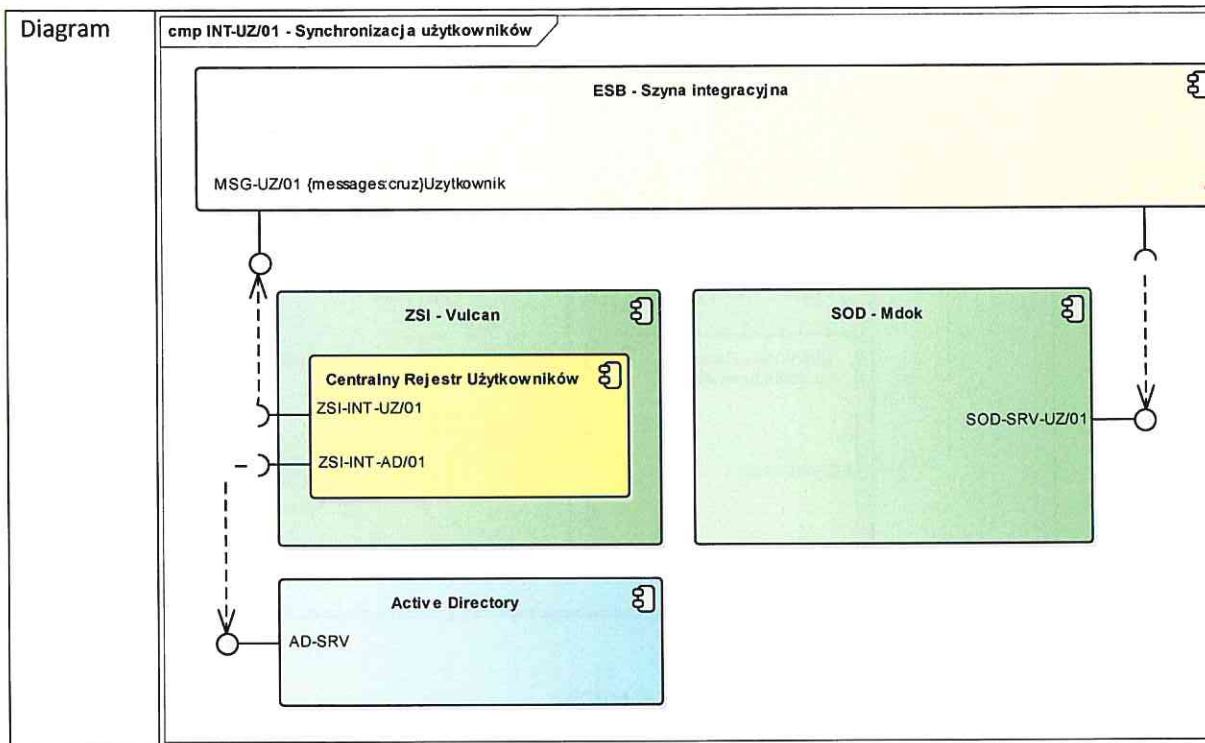 Diagram
cmp INT-UZ/01 - Synchronizacja użytkowników
ESB - Szyna integracyjna
MSG-UZ/01 {messages:cruz}Uzytkownik
ZSI - Vulcan
Centralny Rejestr Użytkowników
ZSI-INT-UZ/01
ZSI-INT-AD/01
SOD - Mdok
SOD-SRV-UZ/01
Active Directory
AD-SRV